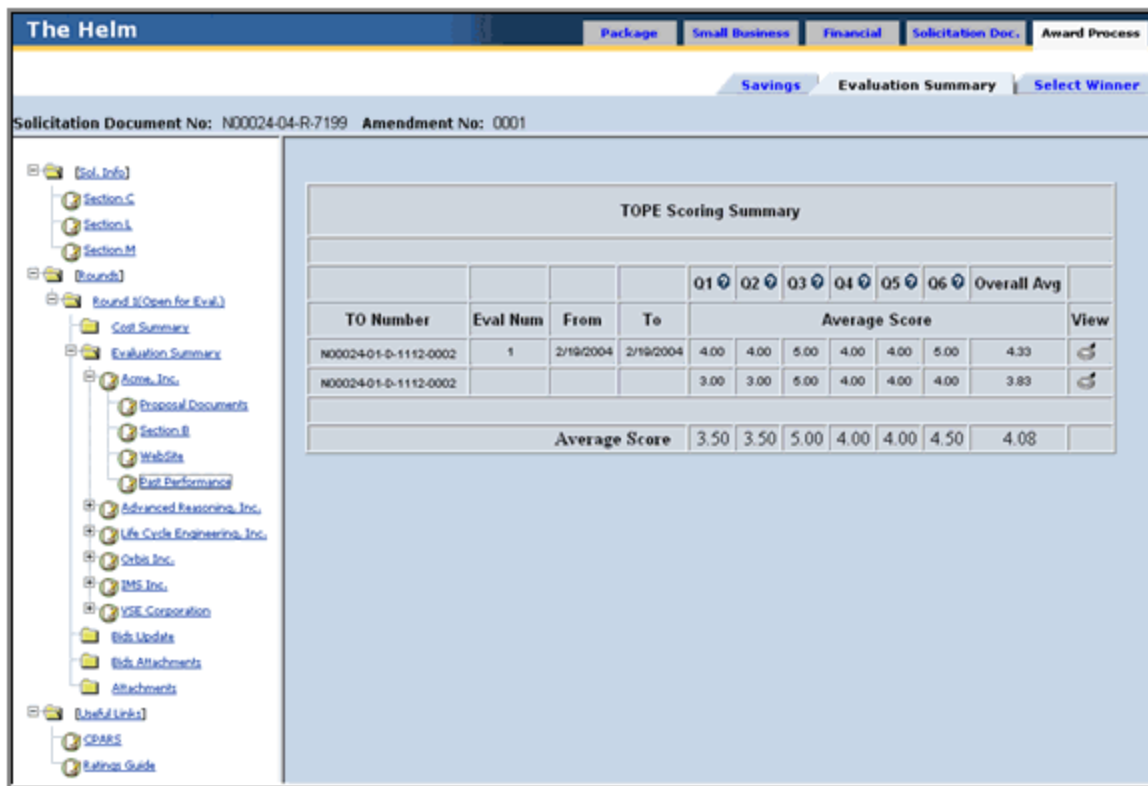 The Helm
Package Small Business Financial Solicitation Doc. Award Process
Savings Evaluation Summary Select Winner
Solicitation Document No: N00024-04-R-7199 Amendment No: 0001
[Sol. Info]
Section C
Section L
Section M
[Rounds]
Round 1(Open for Eval.)
Cost Summary
Evaluation Summary
Acme, Inc.
Proposal Documents
Section B
WebSite
Past Performance
Advanced Reasoning, Inc.
Life Cycle Engineering, Inc.
Orbis Inc.
IMS Inc.
VSE Corporation
Bids Update
Bids Attachments
Attachments
[Useful Links]
CPARS
Ratings Guide
TOPE Scoring Summary
Q1 Q2 Q3 Q4 Q5 Q6 Overall Avg
TO Number Eval Num From To Average Score View
N00024-01-D-1112-0002 1 2/19/2004 2/19/2004 4.00 4.00 5.00 4.00 4.00 5.00 4.33
N00024-01-D-1112-0002 3.00 3.00 5.00 4.00 4.00 4.00 3.83
Average Score 3.50 3.50 5.00 4.00 4.00 4.50 4.08